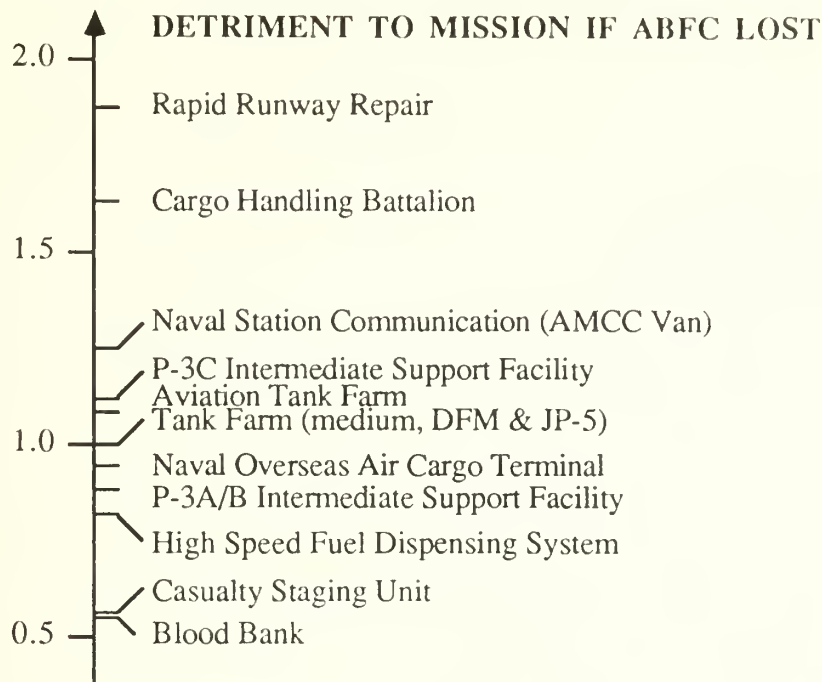 DETRIMENT TO MISSION IF ABFC LOST
2.0
Rapid Runway Repair
Cargo Handling Battalion
1.5
Naval Station Communication (AMCC Van)
P-3C Intermediate Support Facility
Aviation Tank Farm
Tank Farm (medium, DFM & JP-5)
1.0
Naval Overseas Air Cargo Terminal
P-3A/B Intermediate Support Facility
High Speed Fuel Dispensing System
Casualty Staging Unit
0.5
Blood Bank